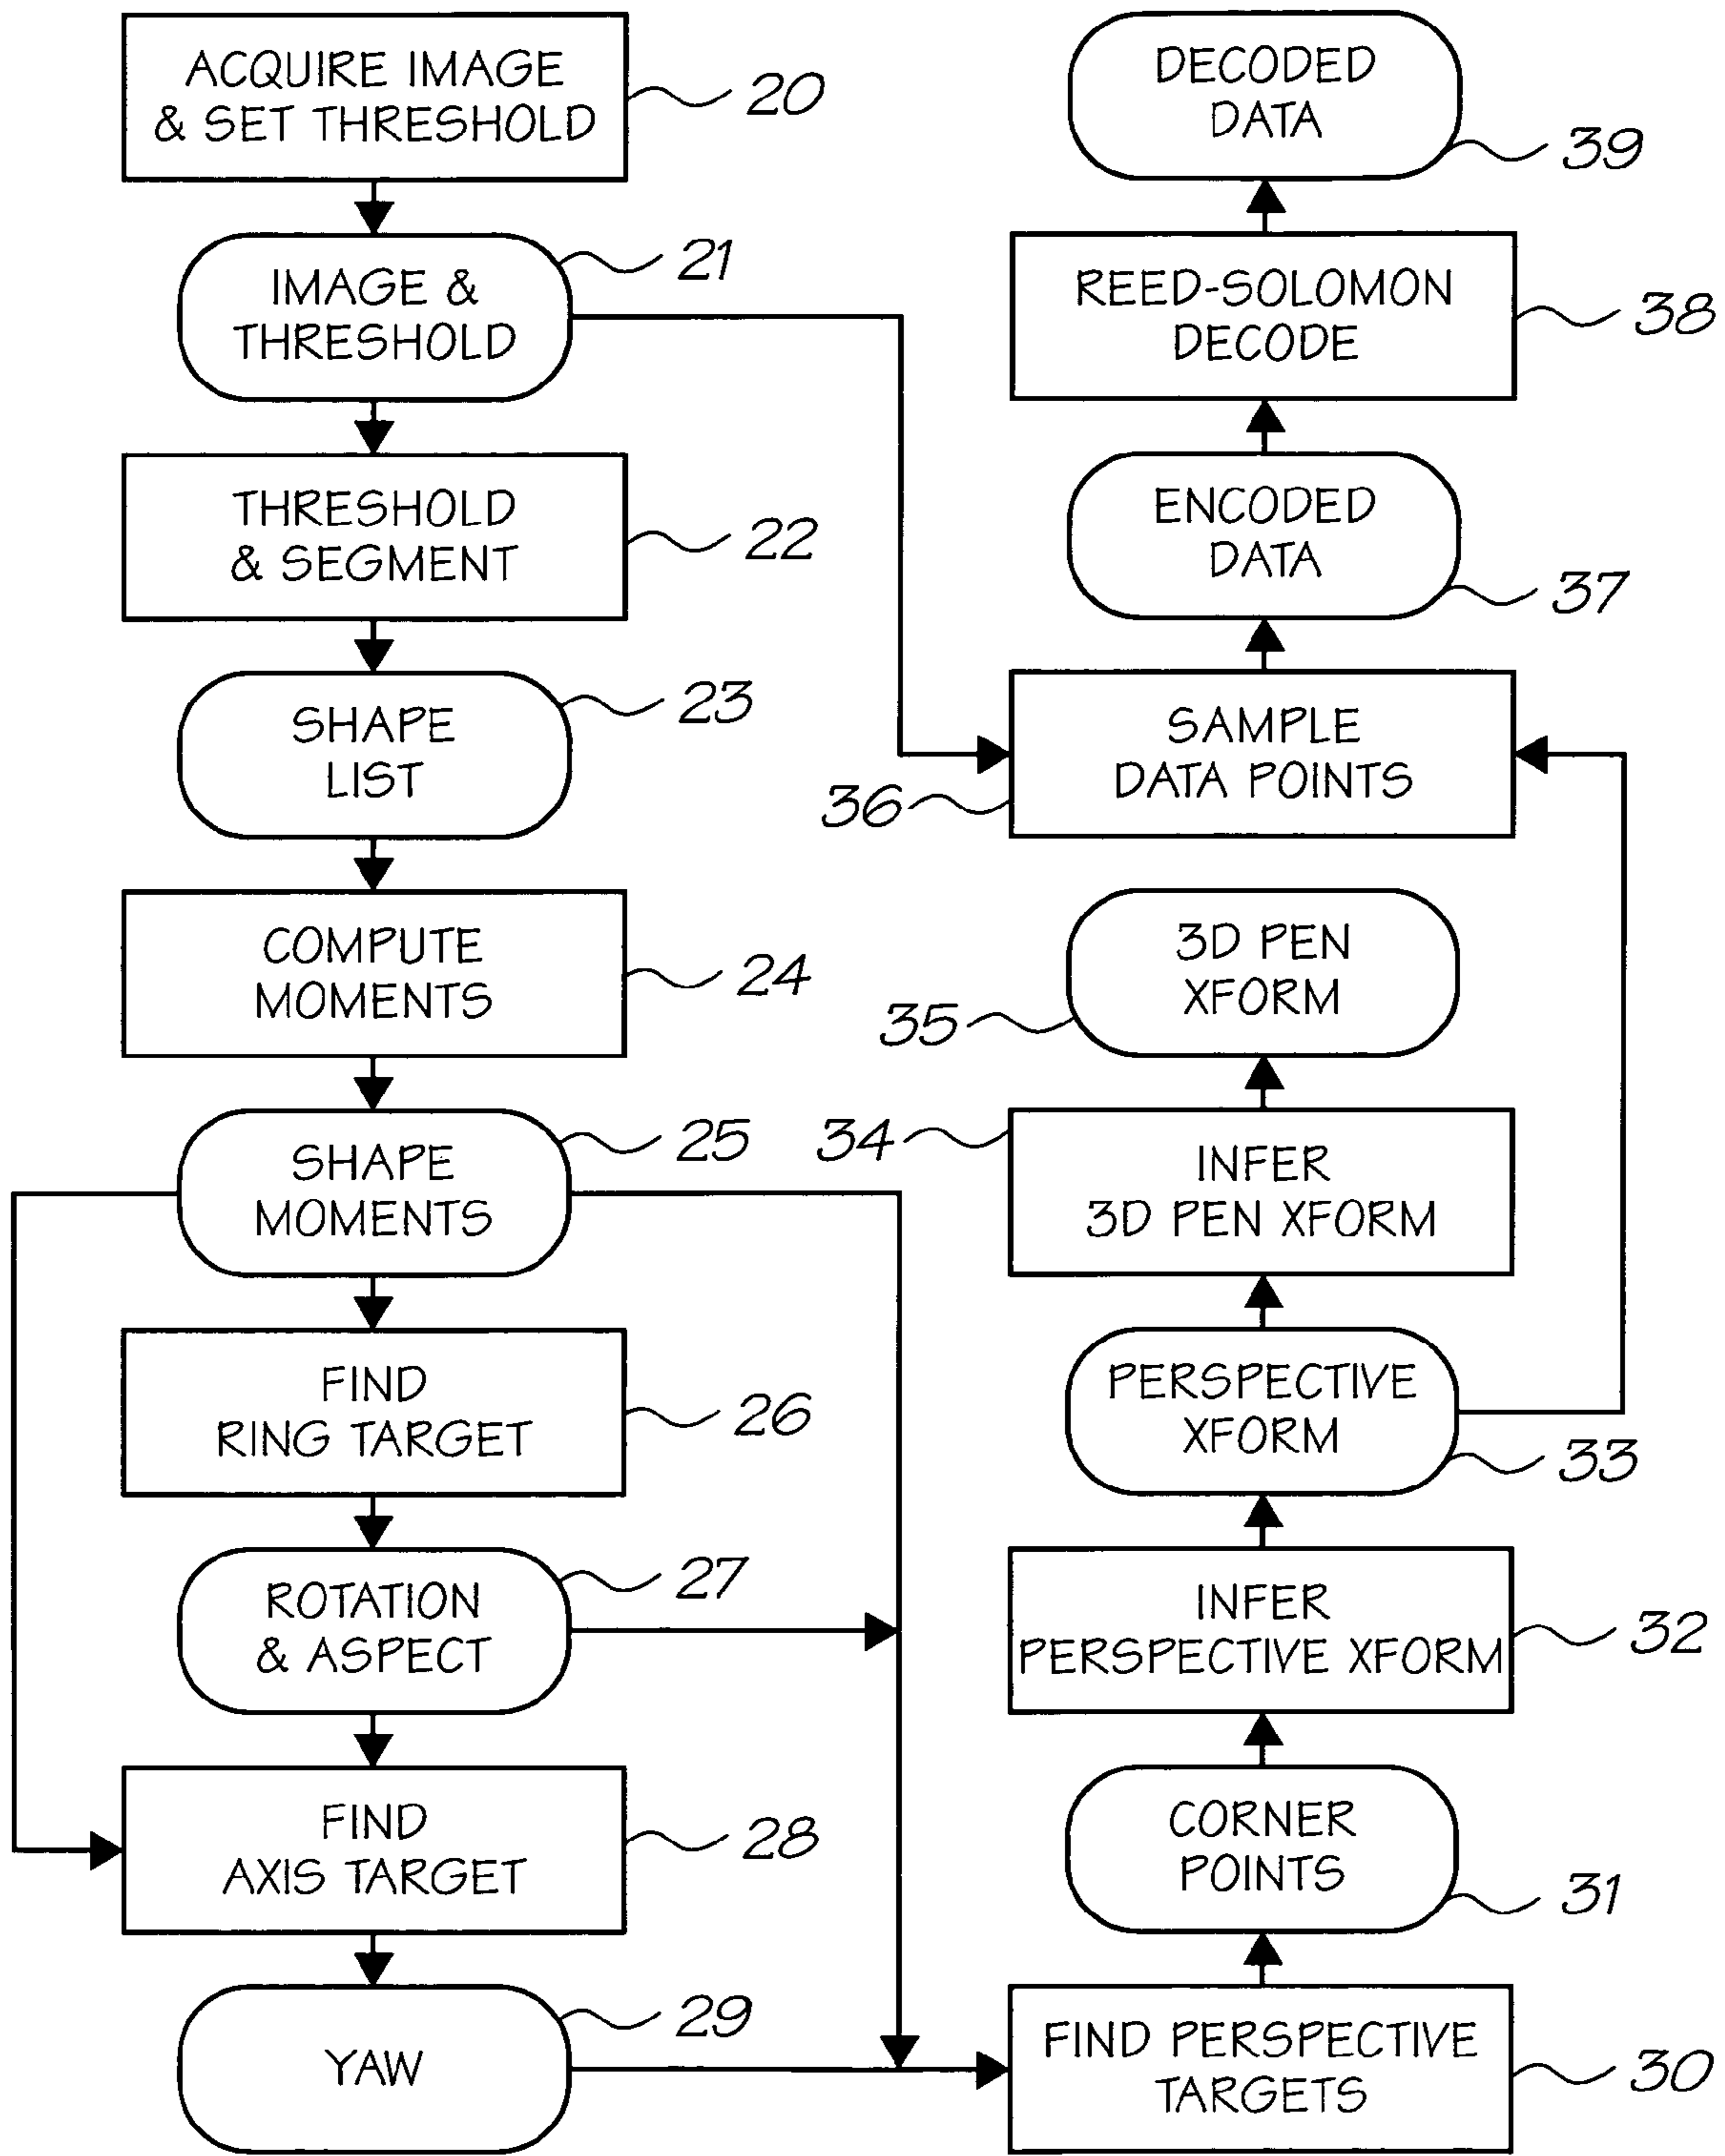 ACQUIRE IMAGE
& SET THRESHOLD
20
IMAGE &
THRESHOLD
21
THRESHOLD
& SEGMENT
22
SHAPE
LIST
23
COMPUTE
MOMENTS
24
SHAPE
MOMENTS
25
FIND
RING TARGET
26
ROTATION
& ASPECT
27
FIND
AXIS TARGET
28
YAW
29
DECODED
DATA
39
REED-SOLOMON
DECODE
38
ENCODED
DATA
37
SAMPLE
DATA POINTS
36
3D PEN
XFORM
35
INFER
3D PEN XFORM
34
PERSPECTIVE
XFORM
33
INFER
PERSPECTIVE XFORM
32
CORNER
POINTS
31
FIND PERSPECTIVE
TARGETS
30